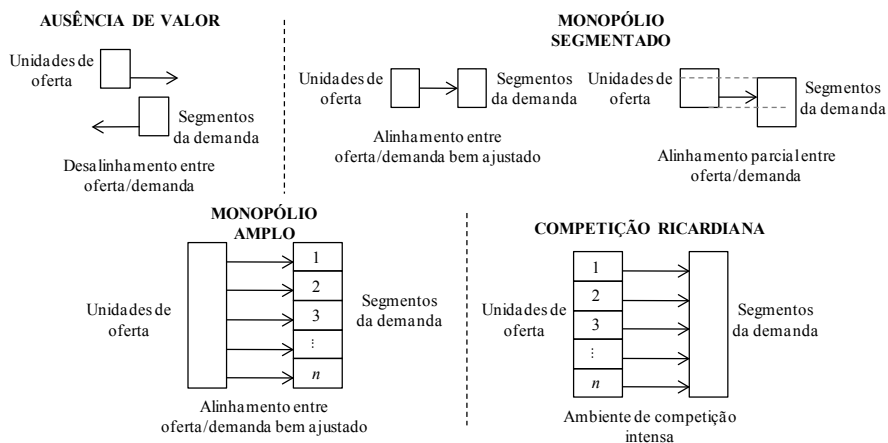 AUSÊNCIA DE VALOR
Unidades de
oferta
Segmentos
da demanda
Desalinhamento entre
oferta/demanda
MONOPÓLIO
SEGMENTADO
Unidades de
oferta
Segmentos
da demanda
Alinhamento entre
oferta/demanda bem ajustado
Unidades de
oferta
Segmentos
da demanda
Alinhamento parcial entre
oferta/demanda
MONOPÓLIO
AMPLO
Unidades de
oferta
1
2
3
⋮
n
Segmentos
da demanda
Alinhamento entre
oferta/demanda bem ajustado
COMPETIÇÃO RICARDIANA
Unidades de
oferta
1
2
3
⋮
n
Segmentos
da demanda
Ambiente de competição
intensa